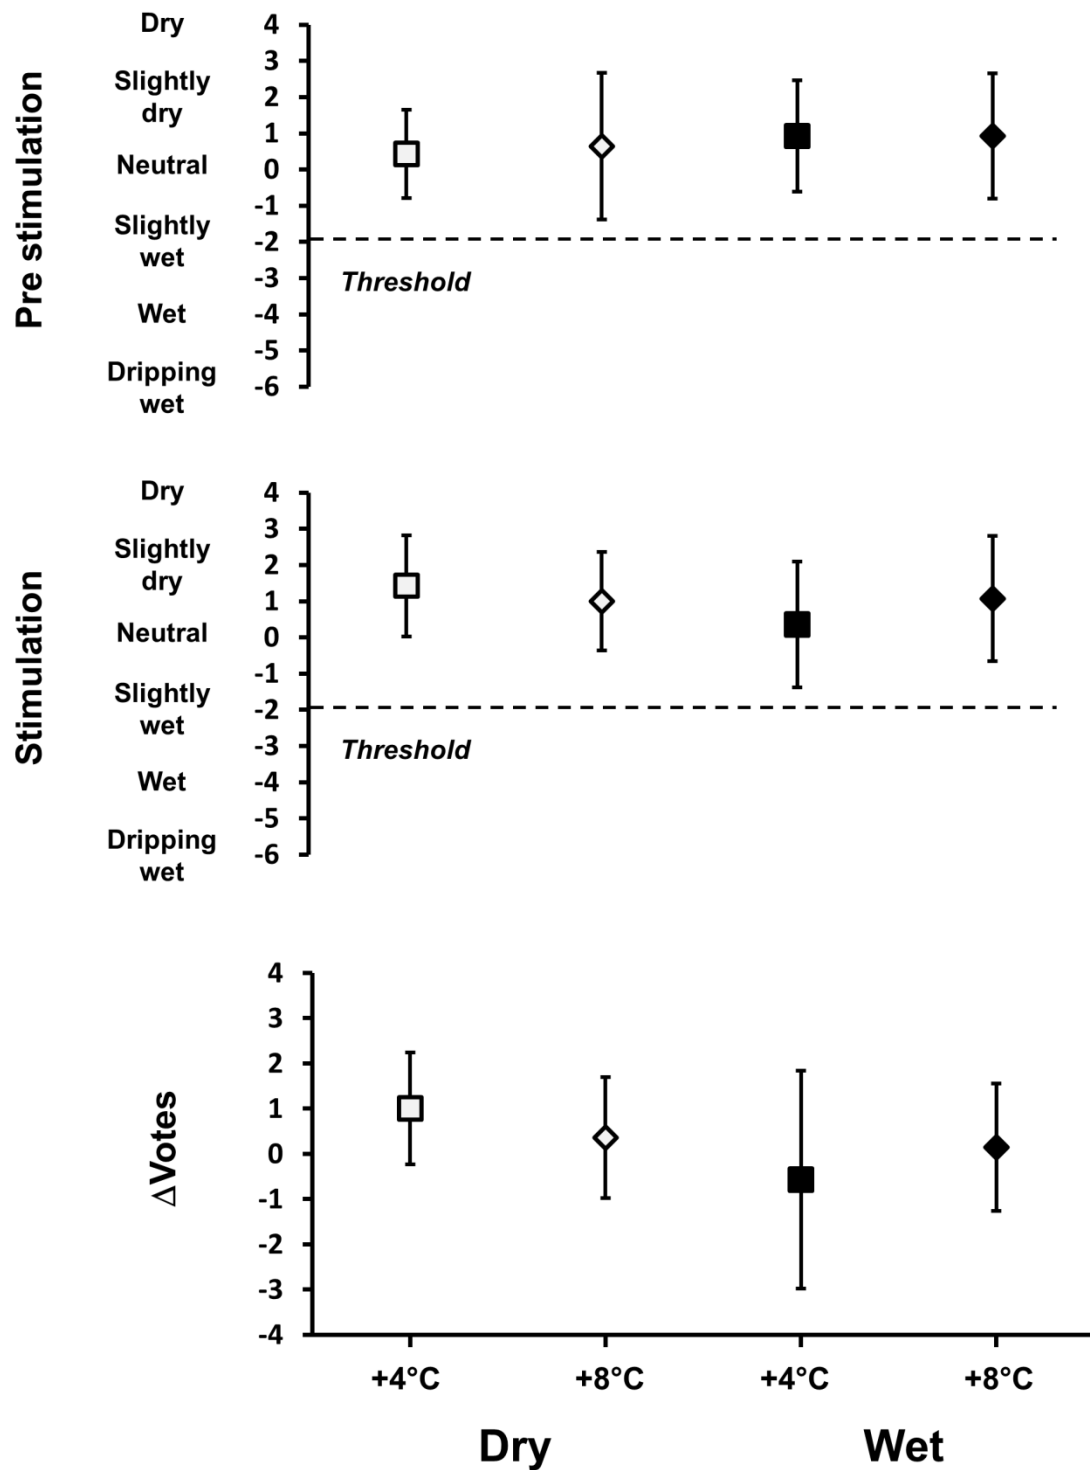 Pre stimulation
Dry
Slightly
dry
Neutral
Slightly
wet
Wet
Dripping
wet
4
3
2
1
0
-1
-2
-3
-4
-5
-6
Threshold
Stimulation
Dry
Slightly
dry
Neutral
Slightly
wet
Wet
Dripping
wet
4
3
2
1
0
-1
-2
-3
-4
-5
-6
Threshold
ΔVotes
4
3
2
1
0
-1
-2
-3
-4
+4°C +8°C +4°C +8°C
Dry Wet